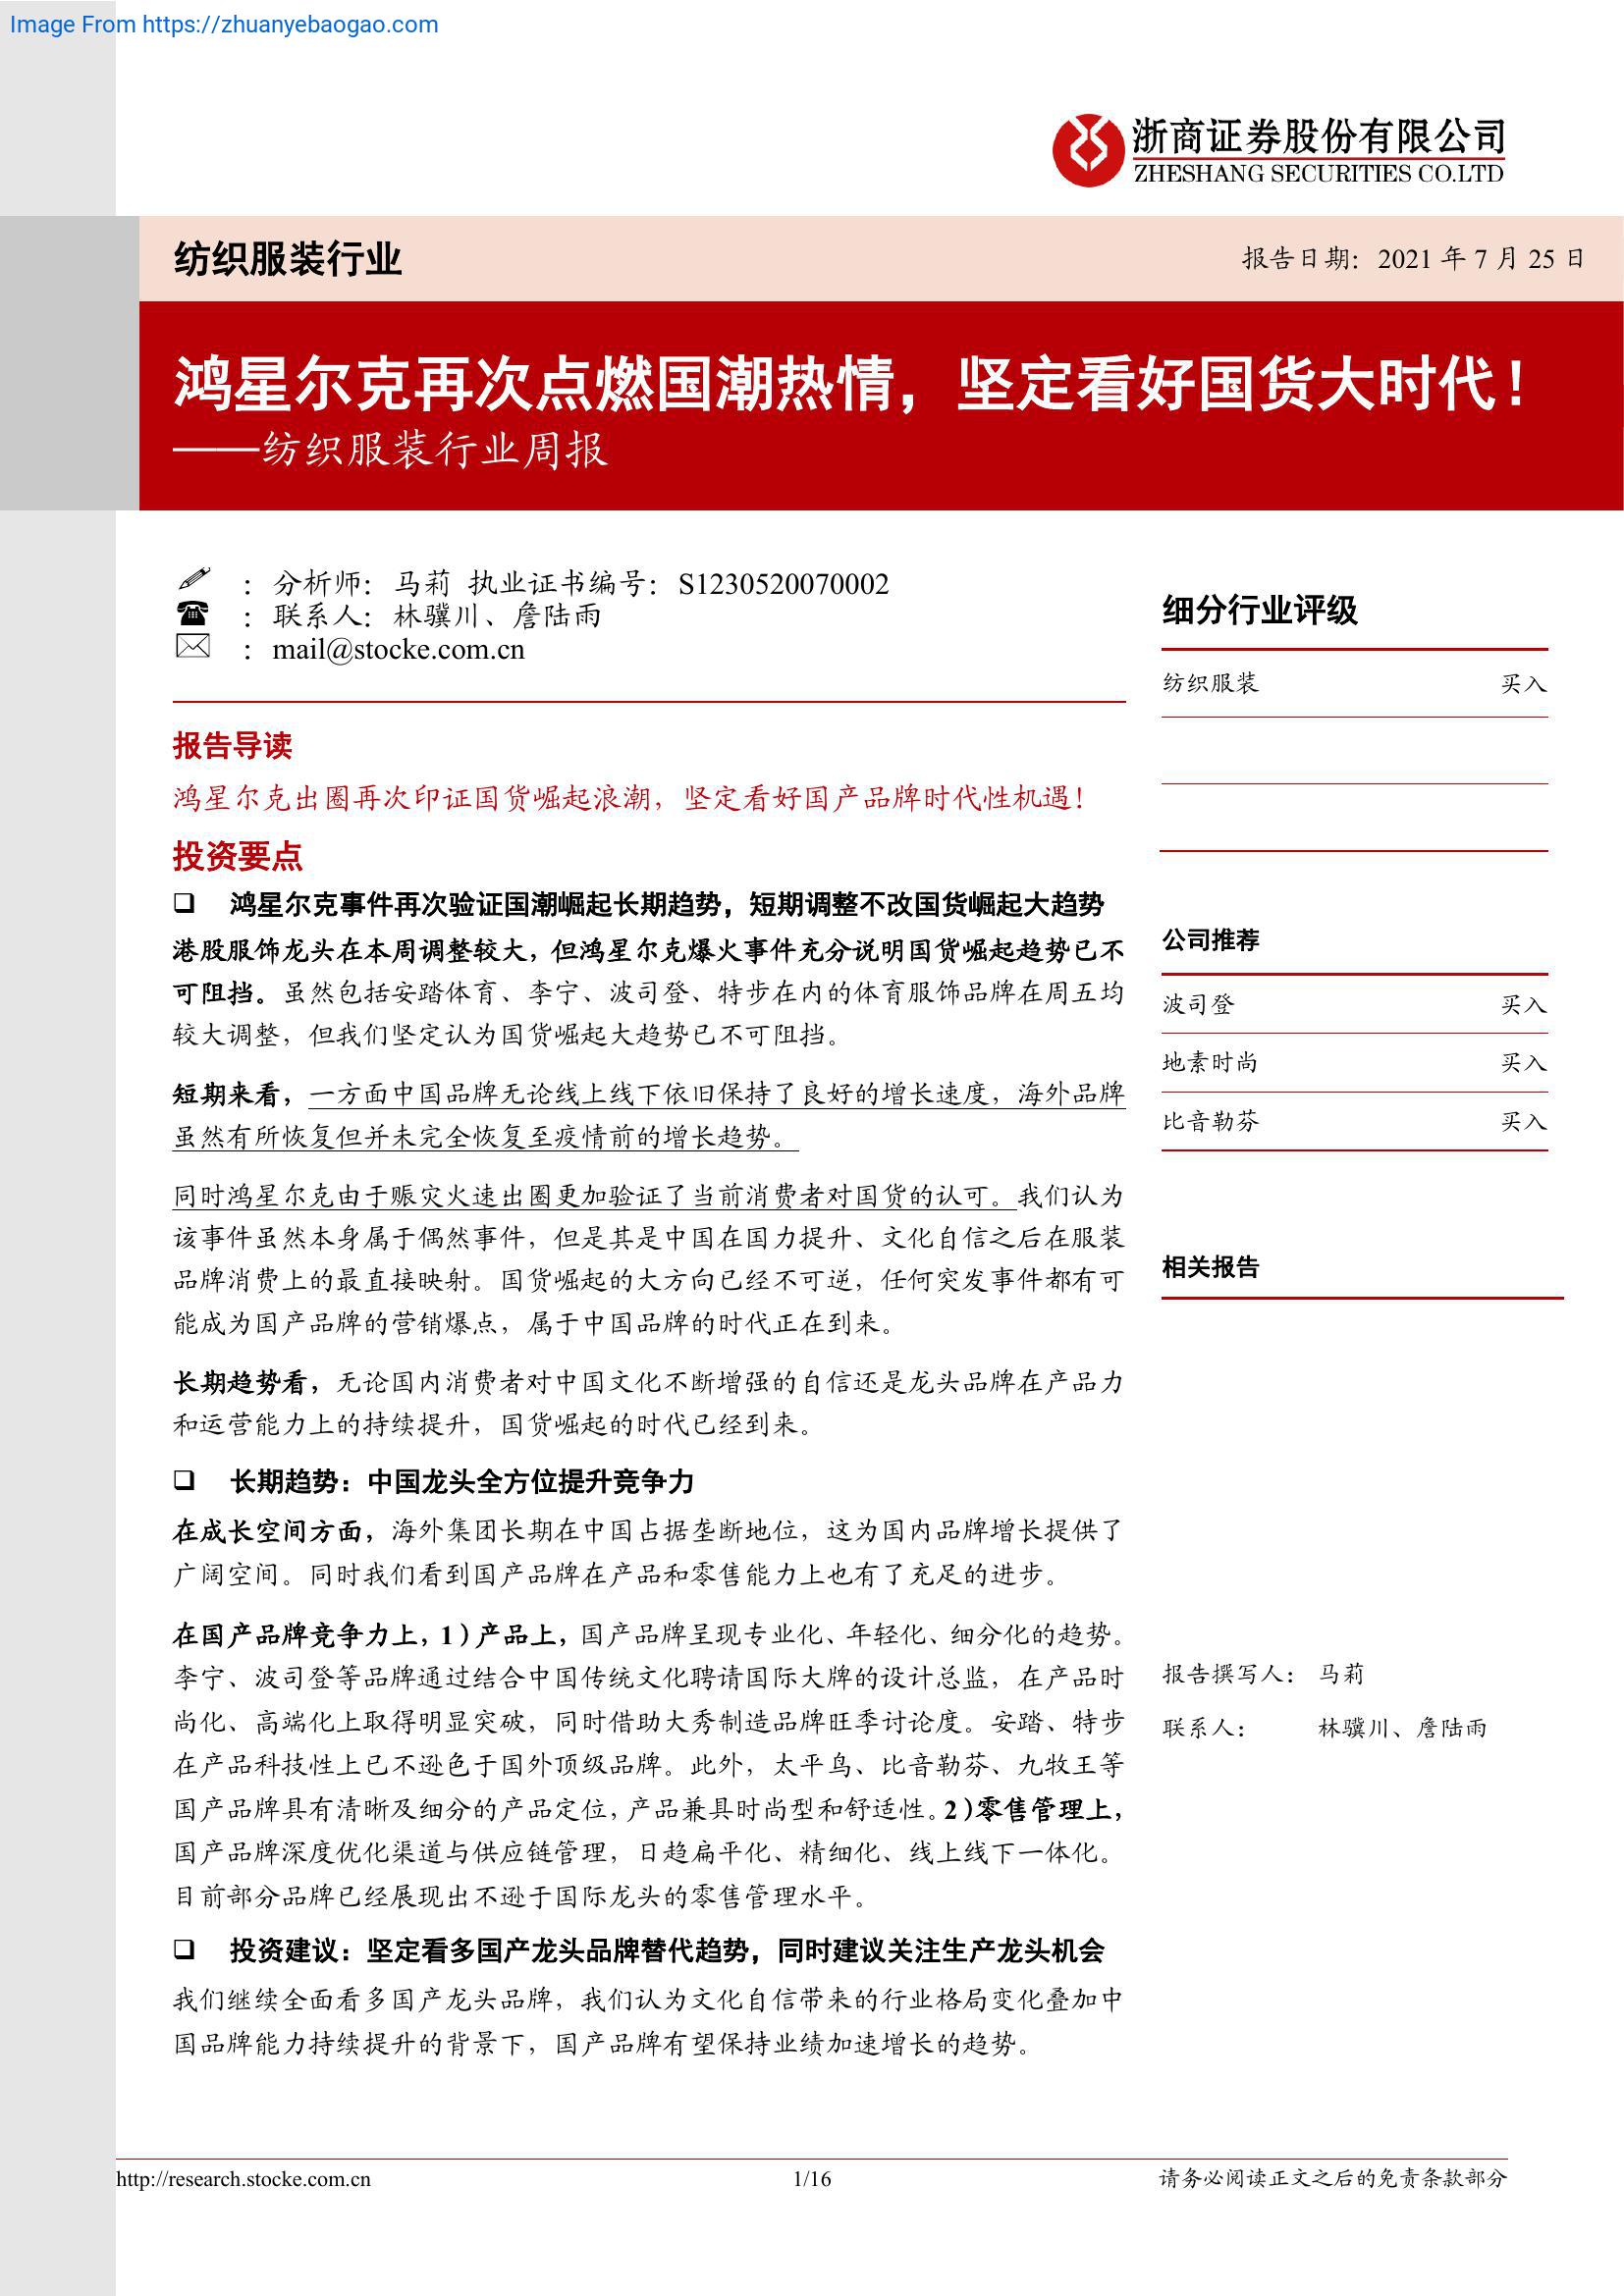 Image From https://zhuanyebaogao.com
浙商证券股份有限公司
ZHESHANG SECURITIES CO.LTD
纺织服装行业
报告日期：2021 年 7 月 25 日
鸿星尔克再次点燃国潮热情，坚定看好国货大时代！
——纺织服装行业周报
：分析师：马莉 执业证书编号：S1230520070002
：联系人：林骥川、詹陆雨
：mail@stocke.com.cn
报告导读
鸿星尔克出圈再次印证国货崛起浪潮，坚定看好国产品牌时代性机遇！
投资要点
❑ 鸿星尔克事件再次验证国潮崛起长期趋势，短期调整不改国货崛起大趋势
港股服饰龙头在本周调整较大，但鸿星尔克爆火事件充分说明国货崛起趋势已不
可阻挡。虽然包括安踏体育、李宁、波司登、特步在内的体育服饰品牌在周五均
较大调整，但我们坚定认为国货崛起大趋势已不可阻挡。
短期来看，一方面中国品牌无论线上线下依旧保持了良好的增长速度，海外品牌
虽然有所恢复但并未完全恢复至疫情前的增长趋势。
同时鸿星尔克由于赈灾火速出圈更加验证了当前消费者对国货的认可。我们认为
该事件虽然本身属于偶然事件，但是其是中国在国力提升、文化自信之后在服装
品牌消费上的最直接映射。国货崛起的大方向已经不可逆，任何突发事件都有可
能成为国产品牌的营销爆点，属于中国品牌的时代正在到来。
长期趋势看，无论国内消费者对中国文化不断增强的自信还是龙头品牌在产品力
和运营能力上的持续提升，国货崛起的时代已经到来。
❑ 长期趋势：中国龙头全方位提升竞争力
在成长空间方面，海外集团长期在中国占据垄断地位，这为国内品牌增长提供了
广阔空间。同时我们看到国产品牌在产品和零售能力上也有了充足的进步。
在国产品牌竞争力上，1）产品上，国产品牌呈现专业化、年轻化、细分化的趋势。
李宁、波司登等品牌通过结合中国传统文化聘请国际大牌的设计总监，在产品时
尚化、高端化上取得明显突破，同时借助大秀制造品牌旺季讨论度。安踏、特步
在产品科技性上已不逊色于国外顶级品牌。此外，太平鸟、比音勒芬、九牧王等
国产品牌具有清晰及细分的产品定位，产品兼具时尚型和舒适性。2）零售管理上，
国产品牌深度优化渠道与供应链管理，日趋扁平化、精细化、线上线下一体化。
目前部分品牌已经展现出不逊于国际龙头的零售管理水平。
❑ 投资建议：坚定看多国产龙头品牌替代趋势，同时建议关注生产龙头机会
我们继续全面看多国产龙头品牌，我们认为文化自信带来的行业格局变化叠加中
国品牌能力持续提升的背景下，国产品牌有望保持业绩加速增长的趋势。
细分行业评级
纺织服装 买入
公司推荐
波司登 买入
地素时尚 买入
比音勒芬 买入
相关报告
报告撰写人： 马莉
联系人： 林骥川、詹陆雨
http://research.stocke.com.cn
1/16
请务必阅读正文之后的免责条款部分